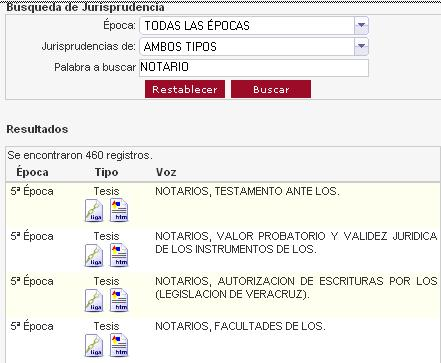 Busqueda de Jurisprudencia
Época: TODAS LAS ÉPOCAS
Jurisprudencias de: AMBOS TIPOS
Palabra a buscar NOTARIO
Restablecer Buscar
Resultados
Se encontraron 460 registros.
Época Tipo Voz
5ª Época Tesis NOTARIOS, TESTAMENTO ANTE LOS.
liga htm
5ª Época Tesis NOTARIOS, VALOR PROBATORIO Y VALIDEZ JURIDICA
liga htm DE LOS INSTRUMENTOS DE LOS.
5ª Época Tesis NOTARIOS, AUTORIZACION DE ESCRITURAS POR LOS
liga htm (LEGISLACION DE VERACRUZ).
5ª Época Tesis NOTARIOS, FACULTADES DE LOS.
liga htm